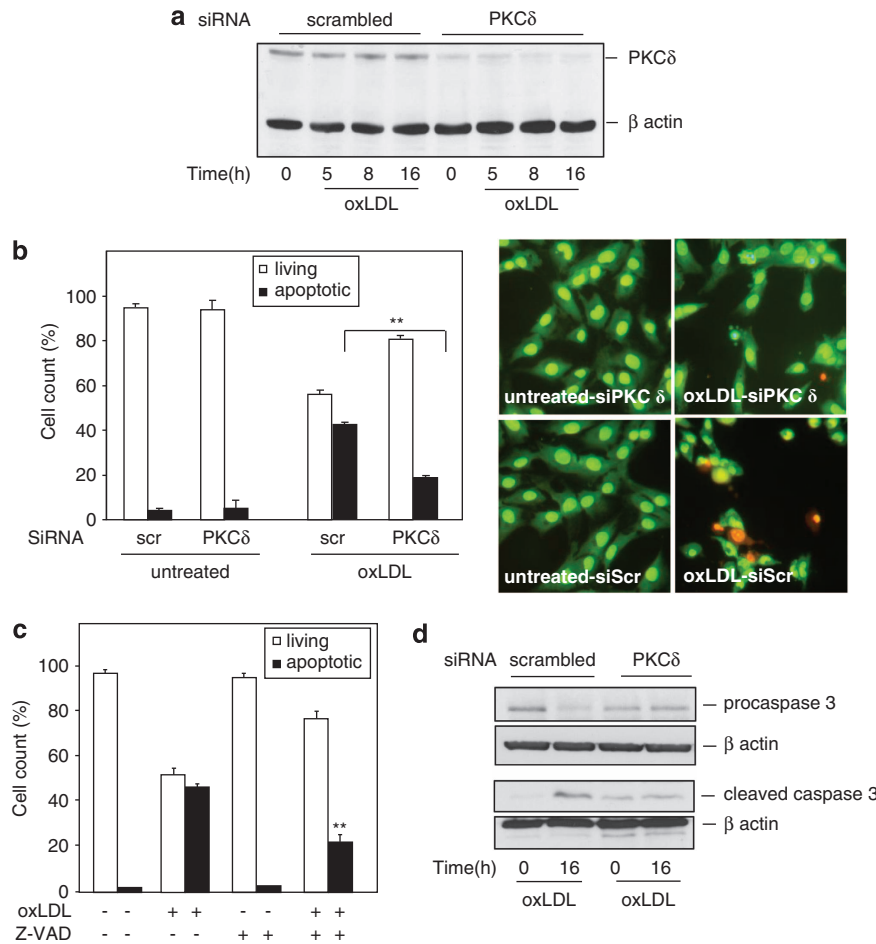 a
siRNA scrambled PKCδ
PKCδ
β actin
Time(h) 0 5 8 16 0 5 8 16
oxLDL oxLDL
b
living
apoptotic
Cell count (%)
100
80
60
40
20
0
SiRNA scr PKCδ scr PKCδ
untreated oxLDL
**
untreated-siPKC δ
oxLDL-siPKC δ
untreated-siScr
oxLDL-siScr
c
living
apoptotic
Cell count (%)
100
80
60
40
20
0
**
oxLDL - - + + - - + +
Z-VAD - - - - + + + +
d
siRNA scrambled PKCδ
procaspase 3
β actin
cleaved caspase 3
β actin
Time(h) 0 16 0 16
oxLDL oxLDL